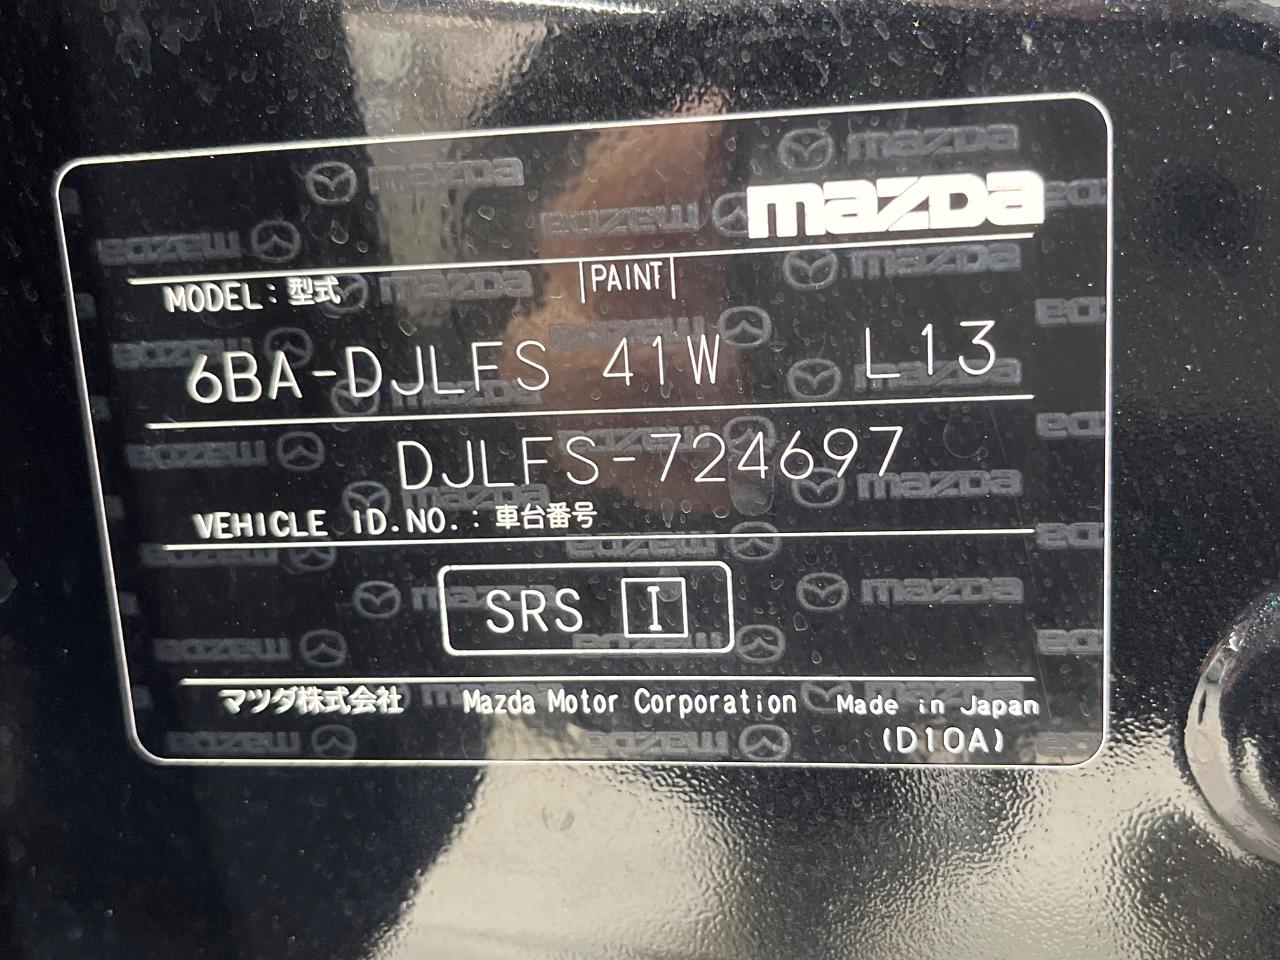 mazda
MODEL: 型式 PAINT
6BA-DJLFS 41W L13
DJLFS-724697
VEHICLE ID.NO.: 車台番号
SRS I
マツダ株式会社 Mazda Motor Corporation Made in Japan
(D10A)